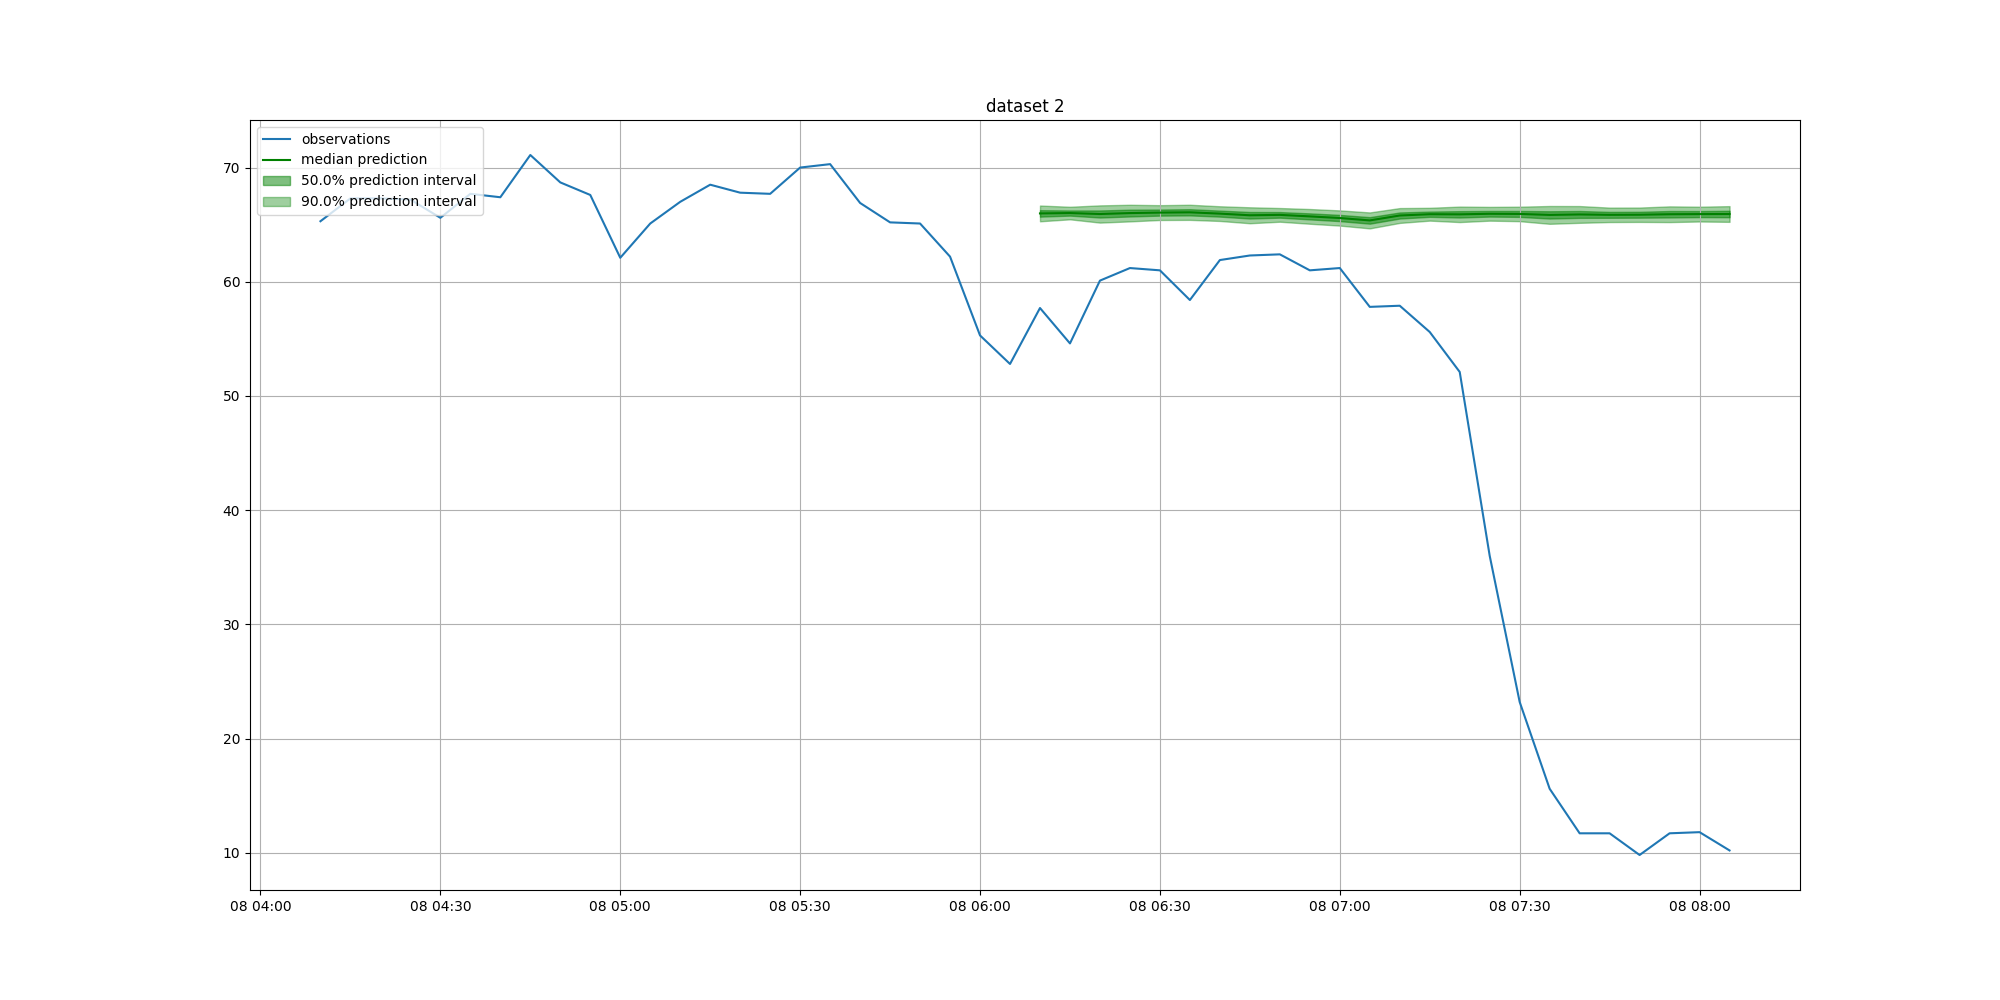 dataset 2
observations
median prediction
50.0% prediction interval
90.0% prediction interval
70
60
50
40
30
20
10
08 04:00 08 04:30 08 05:00 08 05:30 08 06:00 08 06:30 08 07:00 08 07:30 08 08:00